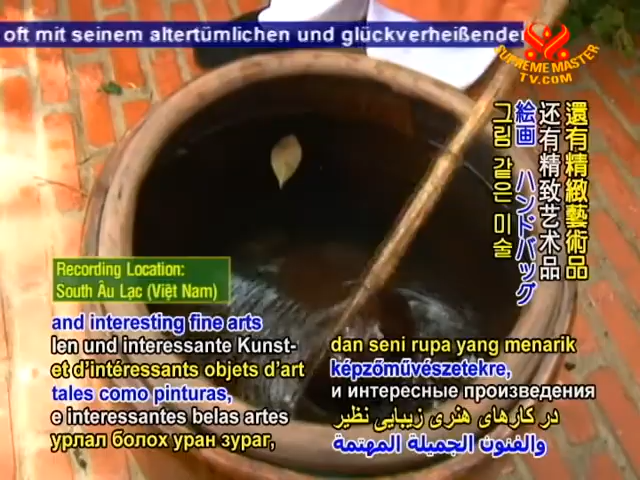 oft mit seinem altertümlichen und glückverheißenden
SUPREME MASTER
TV.COM
還有精緻藝術品
还有精致艺术品
絵画 ハンドバッグ
그림 같은 미술
Recording Location:
South Âu Lạc (Việt Nam)
and interesting fine arts
len und interessante Kunst-
et d'intéressants objets d'art
tales como pinturas,
e interessantes belas artes
урлал болох уран зураг,
dan seni rupa yang menarik
képzőművészetekre,
и интересные произведения
در کارهای هنری زیبایی نظیر
والفنون الجميلة المهتمة